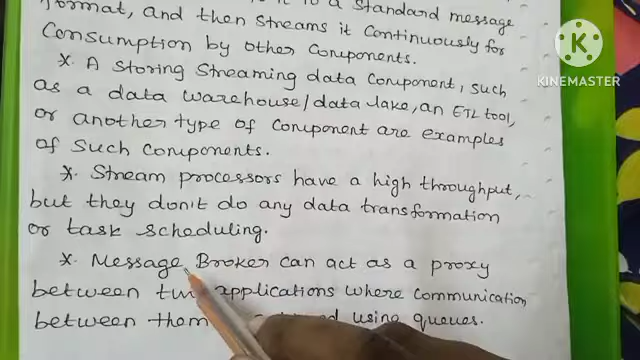 to a standard message
format, and then streams it continuously for
consumption by other components.
*. A storing streaming data component, such
as a data warehouse/data lake, an ETL tool,
or another type of component are examples
of such components.
*. Stream processors have a high throughput,
but they don't do any data transformation
or task scheduling.
*. Message Broker can act as a proxy
between applications where communication
between them using queues.
KINEMASTER